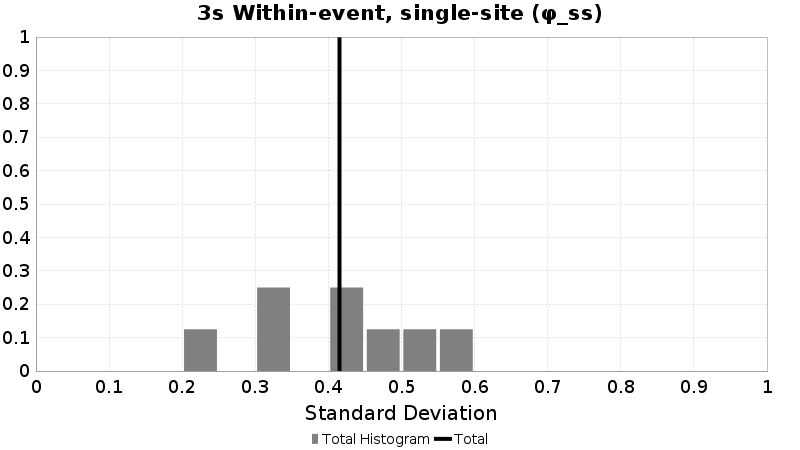 3s Within-event, single-site (φ_ss)
1
0.9
0.8
0.7
0.6
0.5
0.4
0.3
0.2
0.1
0
0 0.1 0.2 0.3 0.4 0.5 0.6 0.7 0.8 0.9 1
Standard Deviation
Total Histogram Total